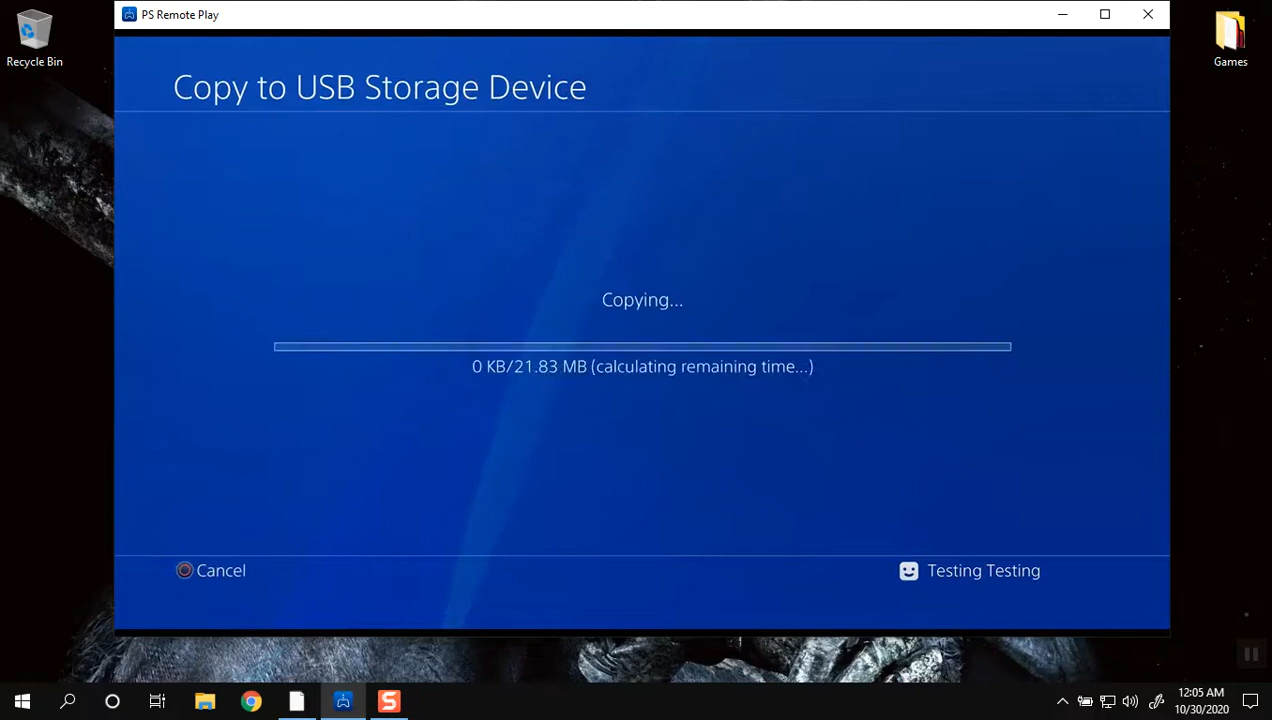 PS Remote Play
Recycle Bin
Games
Copy to USB Storage Device
Copying...
0 KB/21.83 MB (calculating remaining time...)
Cancel
Testing Testing
S
12:05 AM
10/30/2020